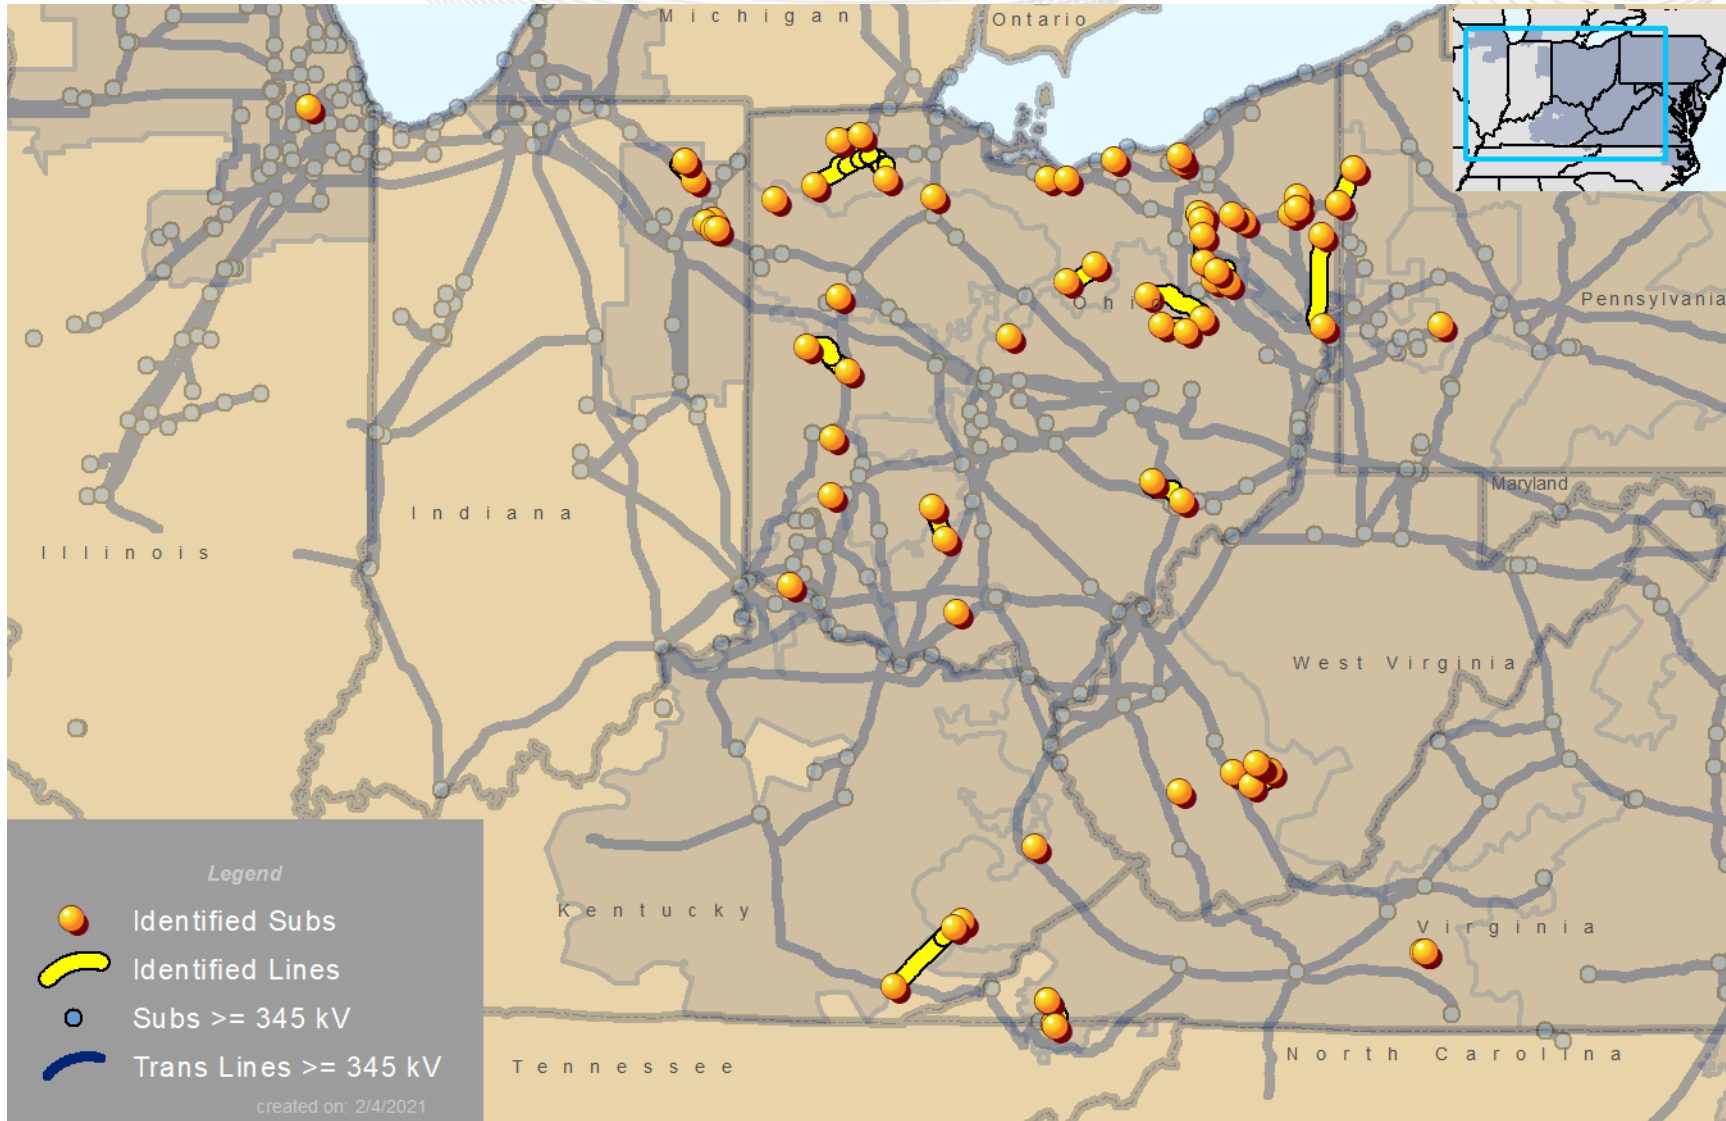 Michigan
Ontario
Ohio
Pennsylvania
Maryland
Indiana
Illinois
West Virginia
Kentucky
Virginia
Tennessee
North Carolina
Legend
Identified Subs
Identified Lines
Subs >= 345 kV
Trans Lines >= 345 kV
created on: 2/4/2021